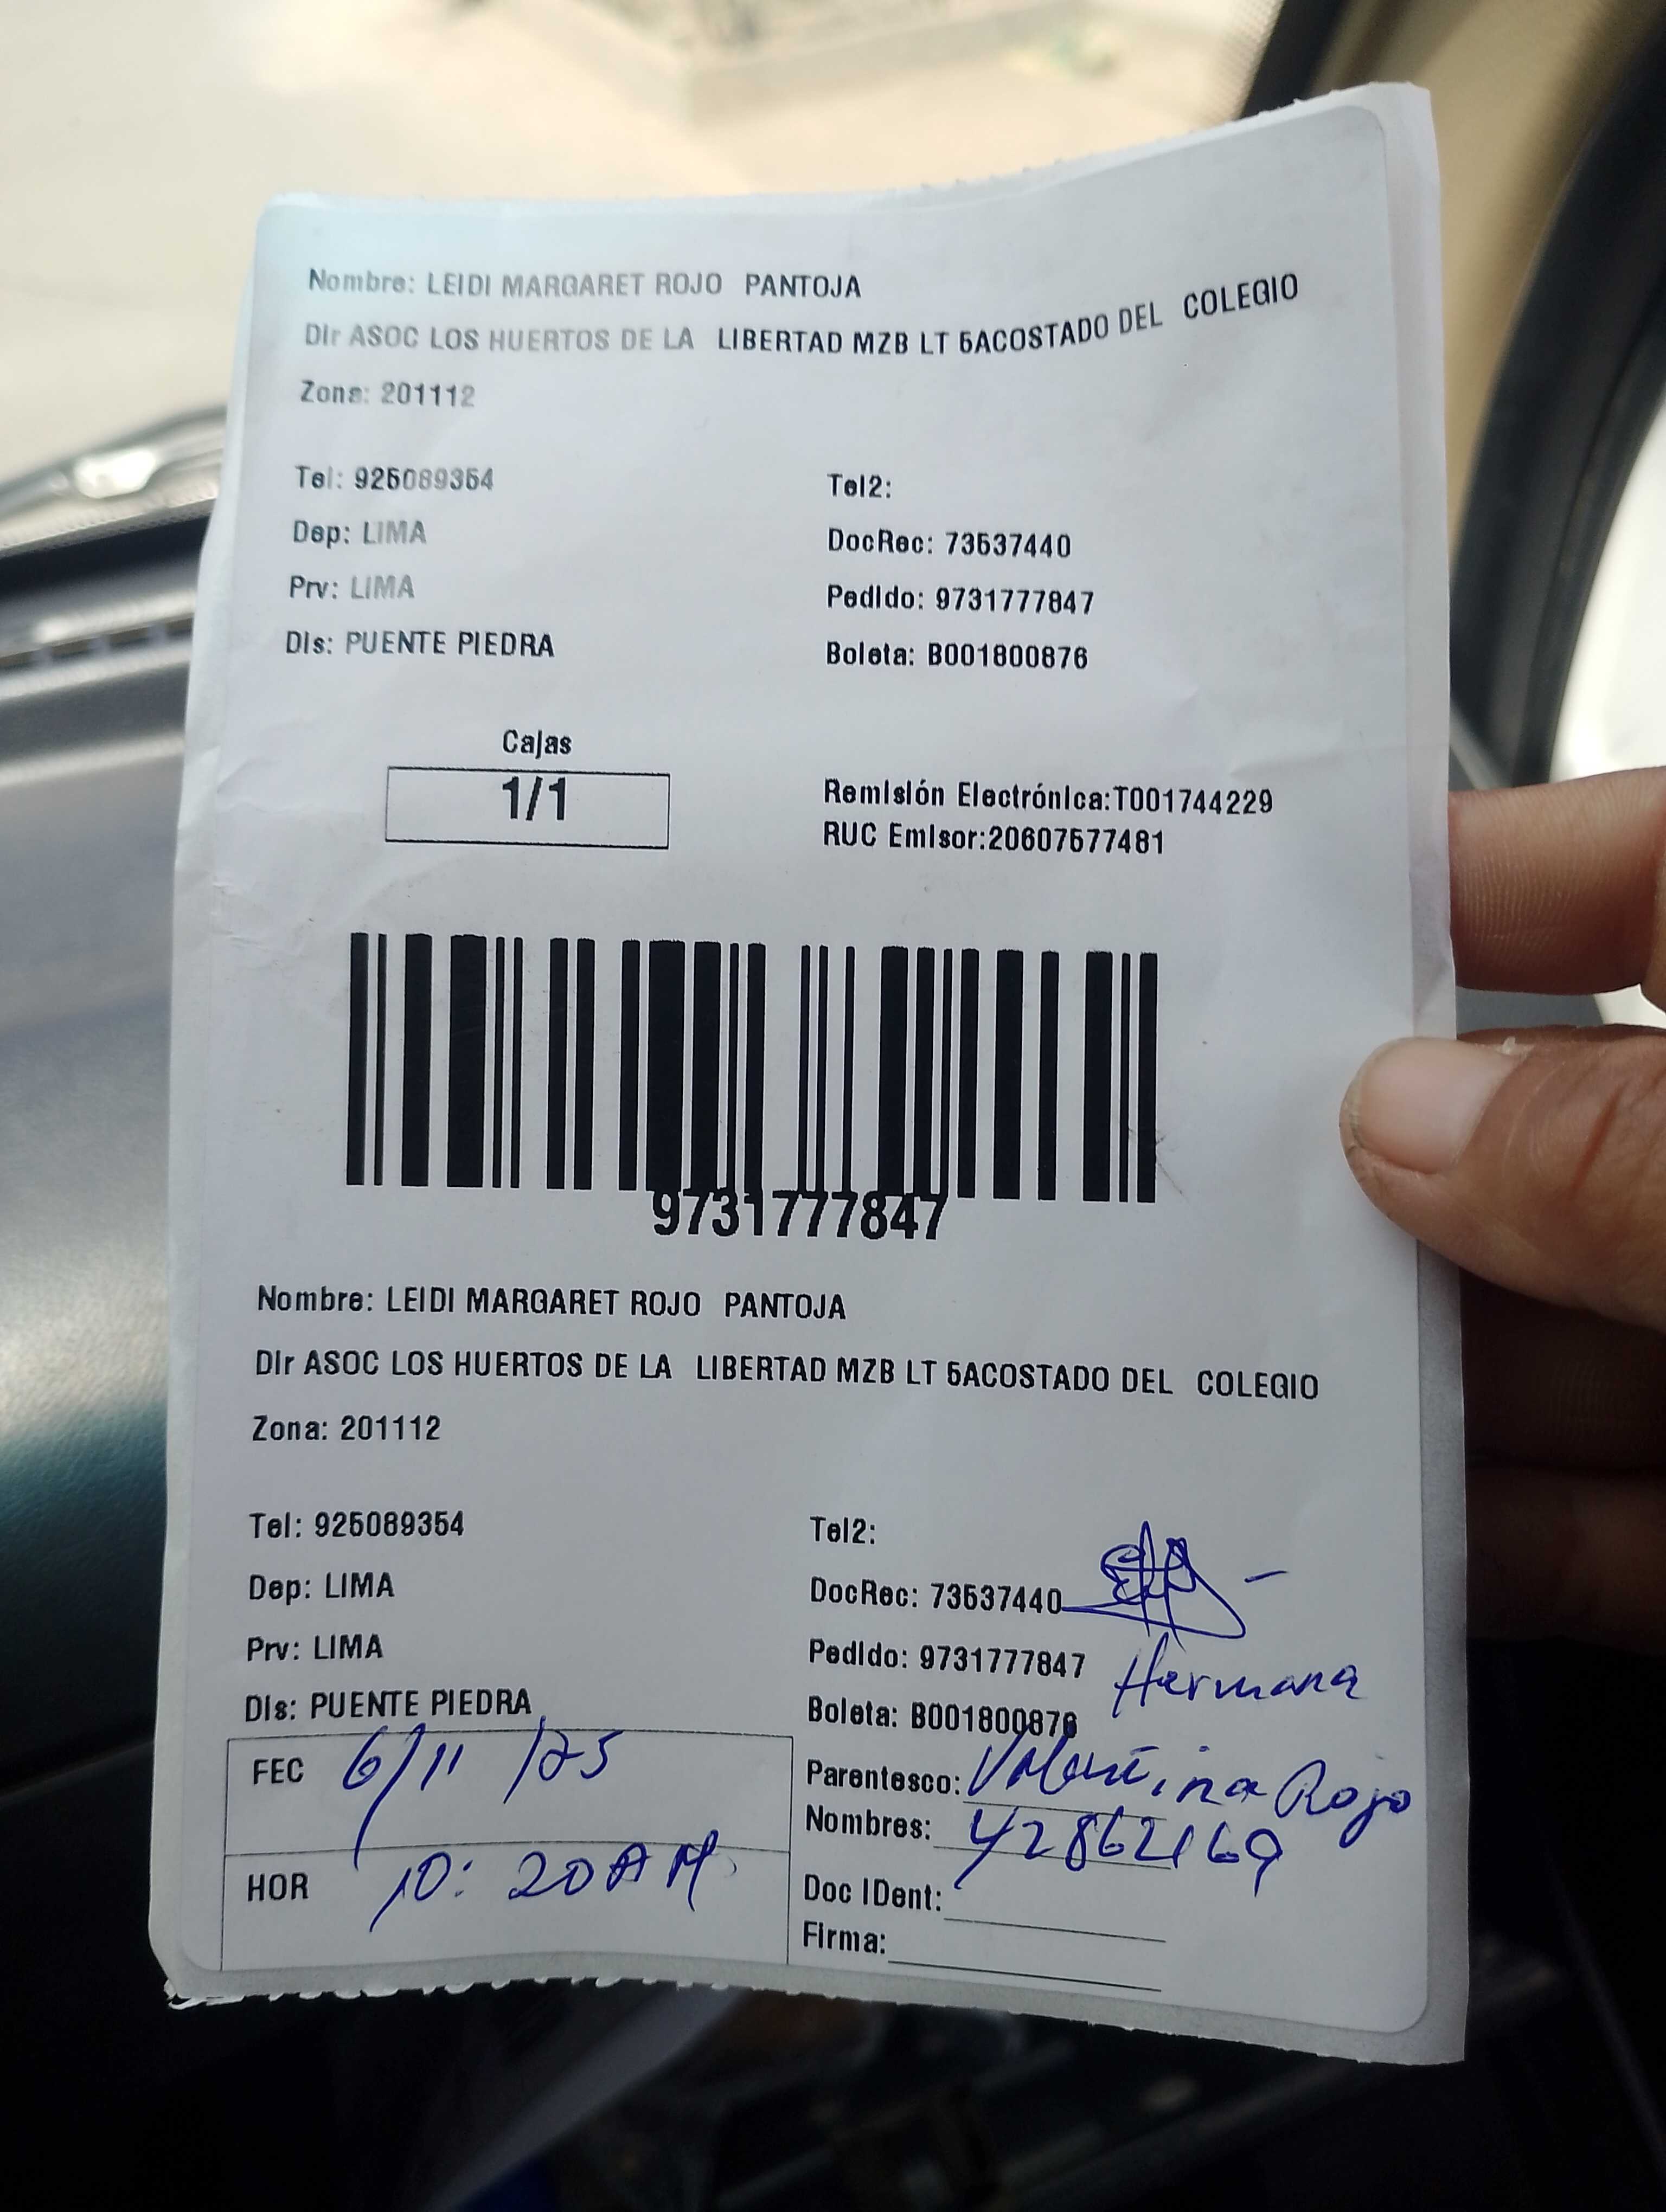 Nombre: LEIDI MARGARET ROJO PANTOJA
Dir ASOC LOS HUERTOS DE LA LIBERTAD MZB LT 5ACOSTADO DEL COLEGIO
Zona: 201112
Tel: 925089354
Tel2:
Dep: LIMA
DocRec: 73537440
Prv: LIMA
Pedido: 9731777847
Dis: PUENTE PIEDRA
Boleta: B001800876
Cajas
1/1
Remisión Electrónica:T001744229
RUC Emisor:20607577481
9731777847
Nombre: LEIDI MARGARET ROJO PANTOJA
Dir ASOC LOS HUERTOS DE LA LIBERTAD MZB LT 5ACOSTADO DEL COLEGIO
Zona: 201112
Tel: 925089354
Tel2:
Dep: LIMA
DocRec: 73537440
Prv: LIMA
Pedido: 9731777847
Hermana
Dis: PUENTE PIEDRA
Boleta: B001800876
FEC 6/11/25
Parentesco: Valentina Rojo
Nombres: 42862169
HOR 10:20 AM
Doc IDent:
Firma: